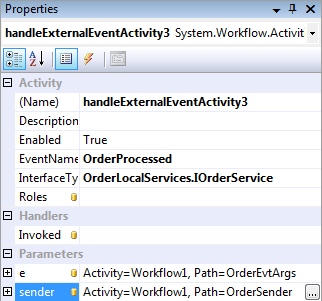 Properties
handleExternalEventActivity3 System.Workflow.Activit
Activity
(Name) handleExternalEventActivity3
Description
Enabled True
EventName OrderProcessed
InterfaceTy OrderLocalServices.IOrderService
Roles
Handlers
Invoked
Parameters
e Activity=Workflow1, Path=OrderEvtArgs
sender Activity=Workflow1, Path=OrderSender ...